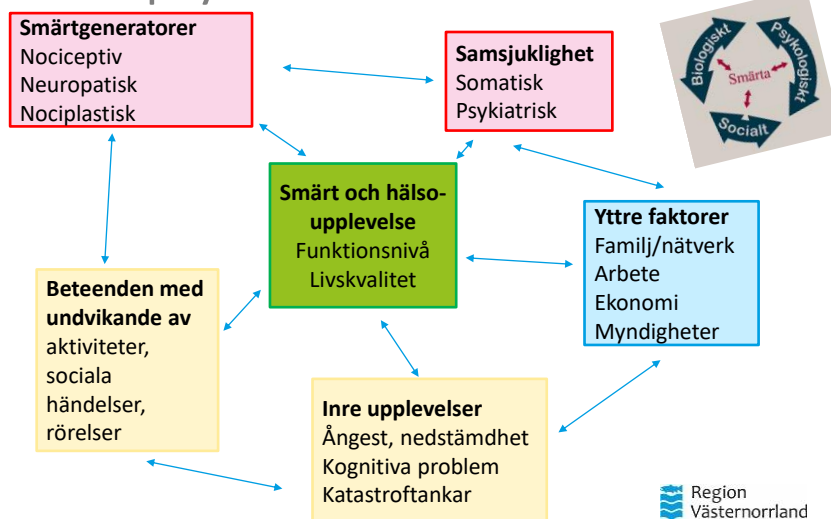 Smärtgeneratorer
Nociceptiv
Neuropatisk
Nociplastisk
Samsjuklighet
Somatisk
Psykiatrisk
Biologiskt
Psykologiskt
Smärta
Socialt
Smärt och hälso-
upplevelse
Funktionsnivå
Livskvalitet
Yttre faktorer
Familj/nätverk
Arbete
Ekonomi
Myndigheter
Beteenden med
undvikande av
aktiviteter,
sociala
händelser,
rörelser
Inre upplevelser
Ångest, nedstämdhet
Kognitiva problem
Katastroftankar
Region
Västernorrland